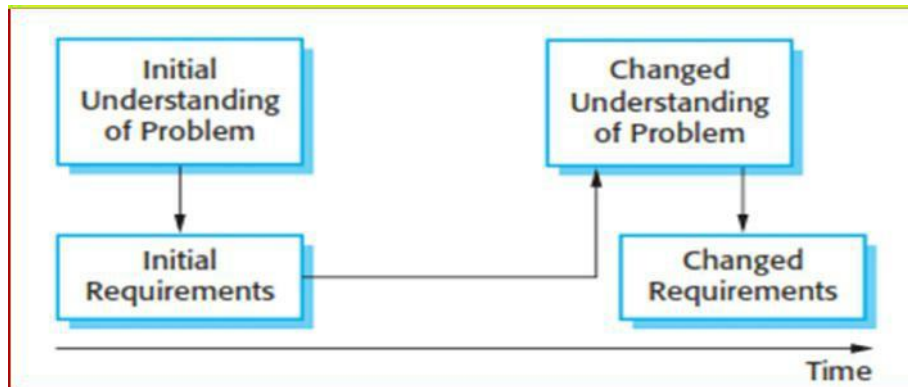 Initial
Understanding
of Problem
Changed
Understanding
of Problem
Initial
Requirements
Changed
Requirements
Time